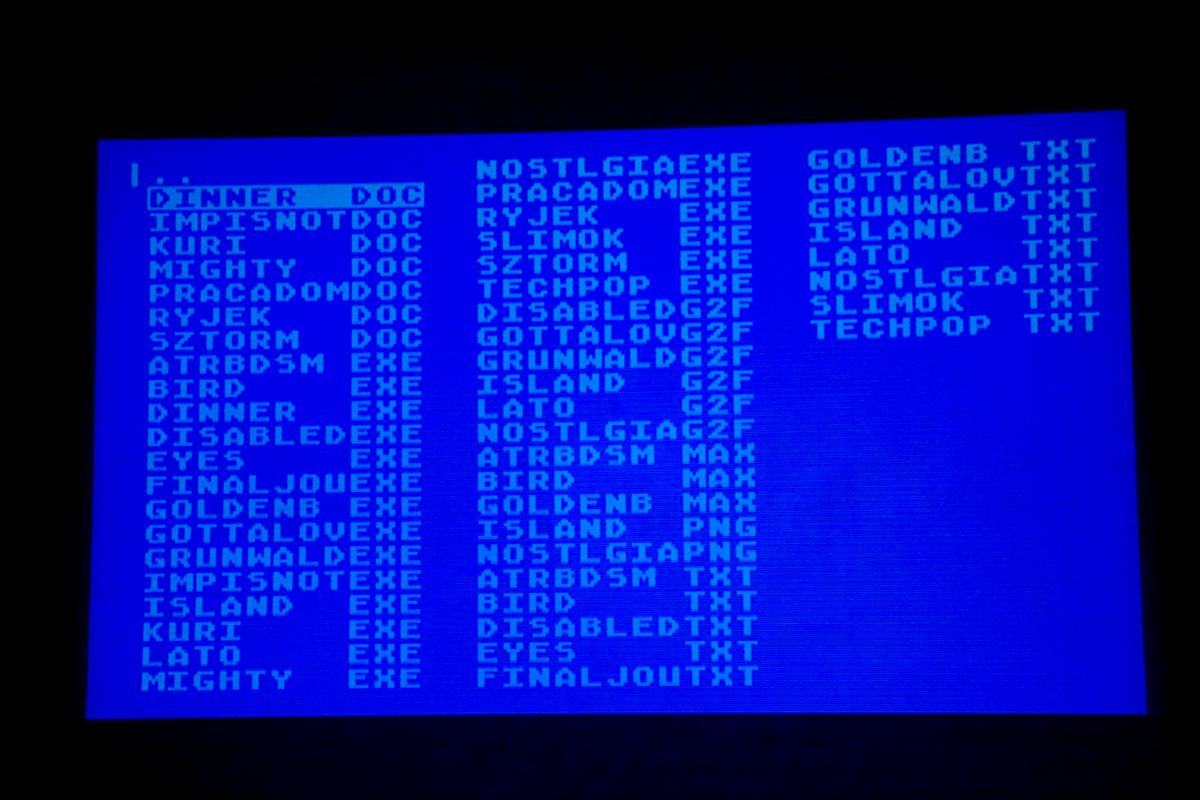 ..
DINNER DOC
IMPISNOTDOC
KURI DOC
MIGHTY DOC
PRACADOMDOC
RYJEK DOC
SZTORM DOC
ATRBDSM EXE
BIRD EXE
DINNER EXE
DISABLEDEXE
EYES EXE
FINALJOUEXE
GOLDENB EXE
GOTTALOVEXE
GRUNWALDEXE
IMPISNOTEXE
ISLAND EXE
KURI EXE
LATO EXE
MIGHTY EXE
NOSTLGIAEXE
PRACADOMEXE
RYJEK EXE
SLIMOK EXE
SZTORM EXE
TECHPOP EXE
DISABLEDG2F
GOTTALOVG2F
GRUNWALDG2F
ISLAND G2F
LATO G2F
NOSTLGIAG2F
ATRBDSM MAX
BIRD MAX
GOLDENB MAX
ISLAND PNG
NOSTLGIAPNG
ATRBDSM TXT
BIRD TXT
DISABLEDTXT
EYES TXT
FINALJOUTXT
GOLDENB TXT
GOTTALOVTXT
GRUNWALDTXT
ISLAND TXT
LATO TXT
NOSTLGIATXT
SLIMOK TXT
TECHPOP TXT